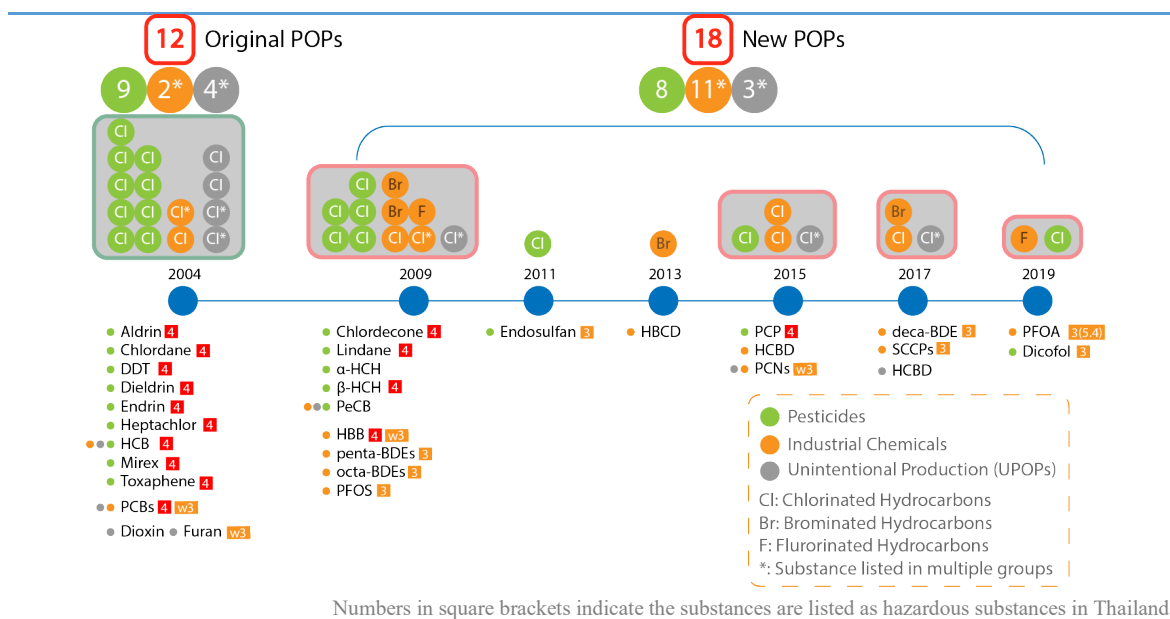 12 Original POPs
18 New POPs
9 2* 4*
8 11* 3*
Cl
Cl Cl Cl
Cl Cl Cl
Cl Cl Cl* Cl*
Cl Cl Cl Cl*
Cl Br
Cl Cl Br F
Cl Cl Cl Cl* Cl*
Cl
Br
Cl
Cl Cl Cl*
Br
Cl Cl*
F Cl
2004 2009 2011 2013 2015 2017 2019
Aldrin 4
Chlordane 4
DDT 4
Dieldrin 4
Endrin 4
Heptachlor 4
HCB 4
Mirex 4
Toxaphene 4
PCBs 4 w3
Dioxin Furan w3
Chlordecone 4
Lindane 4
α-HCH
β-HCH 4
PeCB
HBB 4 w3
penta-BDEs 3
octa-BDEs 3
PFOS 3
Endosulfan 3
HBCD
PCP 4
HCBD
PCNs w3
deca-BDE 3
SCCPs 3
HCBD
PFOA 3(5.4)
Dicofol 3
Pesticides
Industrial Chemicals
Unintentional Production (UPOPs)
Cl: Chlorinated Hydrocarbons
Br: Brominated Hydrocarbons
F: Flurorinated Hydrocarbons
*: Substance listed in multiple groups
Numbers in square brackets indicate the substances are listed as hazardous substances in Thailand